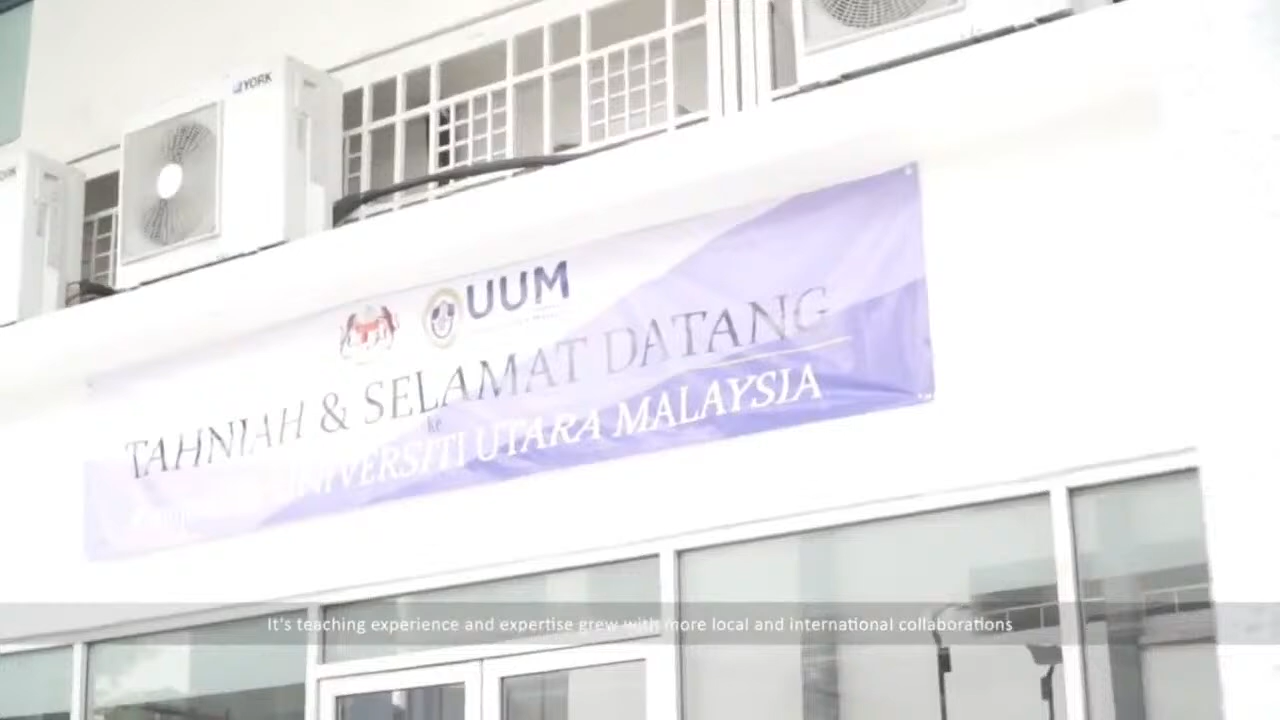 YORK
UUM
TAHNIAH & SELAMAT DATANG
ke
UNIVERSITI UTARA MALAYSIA
It's teaching experience and expertise grew with more local and international collaborations